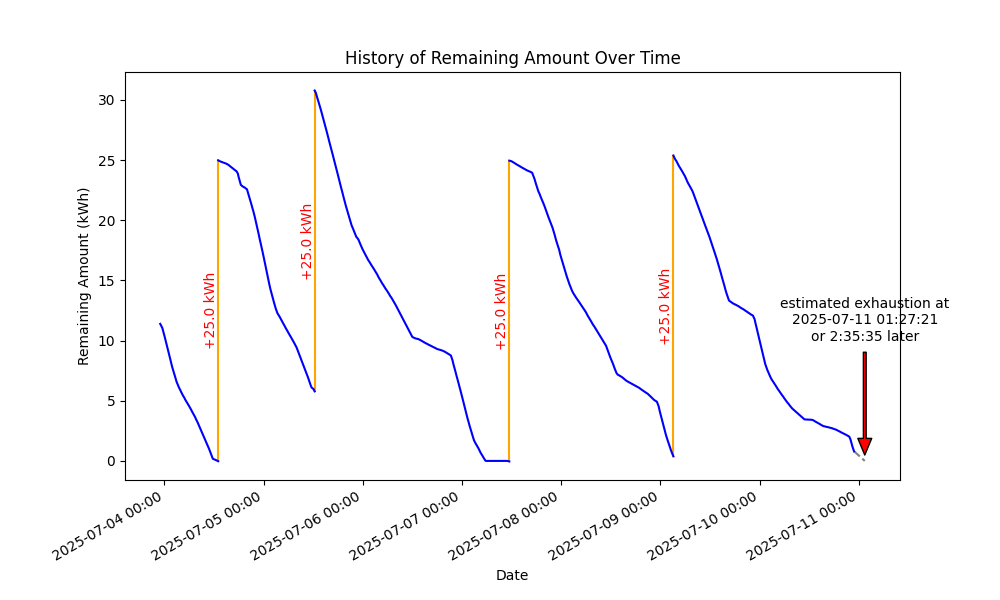 History of Remaining Amount Over Time
Remaining Amount (kWh)
30
25
20
15
10
5
0
+25.0 kWh
+25.0 kWh
+25.0 kWh
+25.0 kWh
estimated exhaustion at
2025-07-11 01:27:21
or 2:35:35 later
2025-07-04 00:00
2025-07-05 00:00
2025-07-06 00:00
2025-07-07 00:00
2025-07-08 00:00
2025-07-09 00:00
2025-07-10 00:00
2025-07-11 00:00
Date